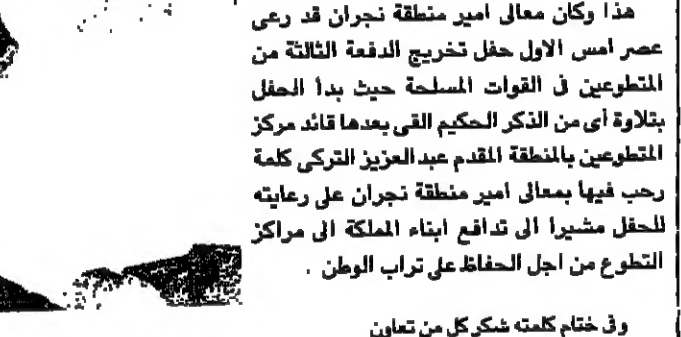 هذا وكان معالى امير منطقة نجران قد رعى
عصر امس الاول حفل تخريج الدفعة الثالثة من
المتطوعين فى القوات المسلحة حيث بدأ الحفل
بتلاوة أى من الذكر الحكيم القى بعدها قائد مركز
المتطوعين بالمنطقة المقدم عبد العزيز التركى كلمة
رحب فيها بمعالى امير منطقة نجران على رعايته
للحفل مشيرا الى تدافع ابناء المملكة الى مراكز
التطوع من اجل الحفاظ على تراب الوطن .
وفى ختام كلمته شكر كل من تعاون